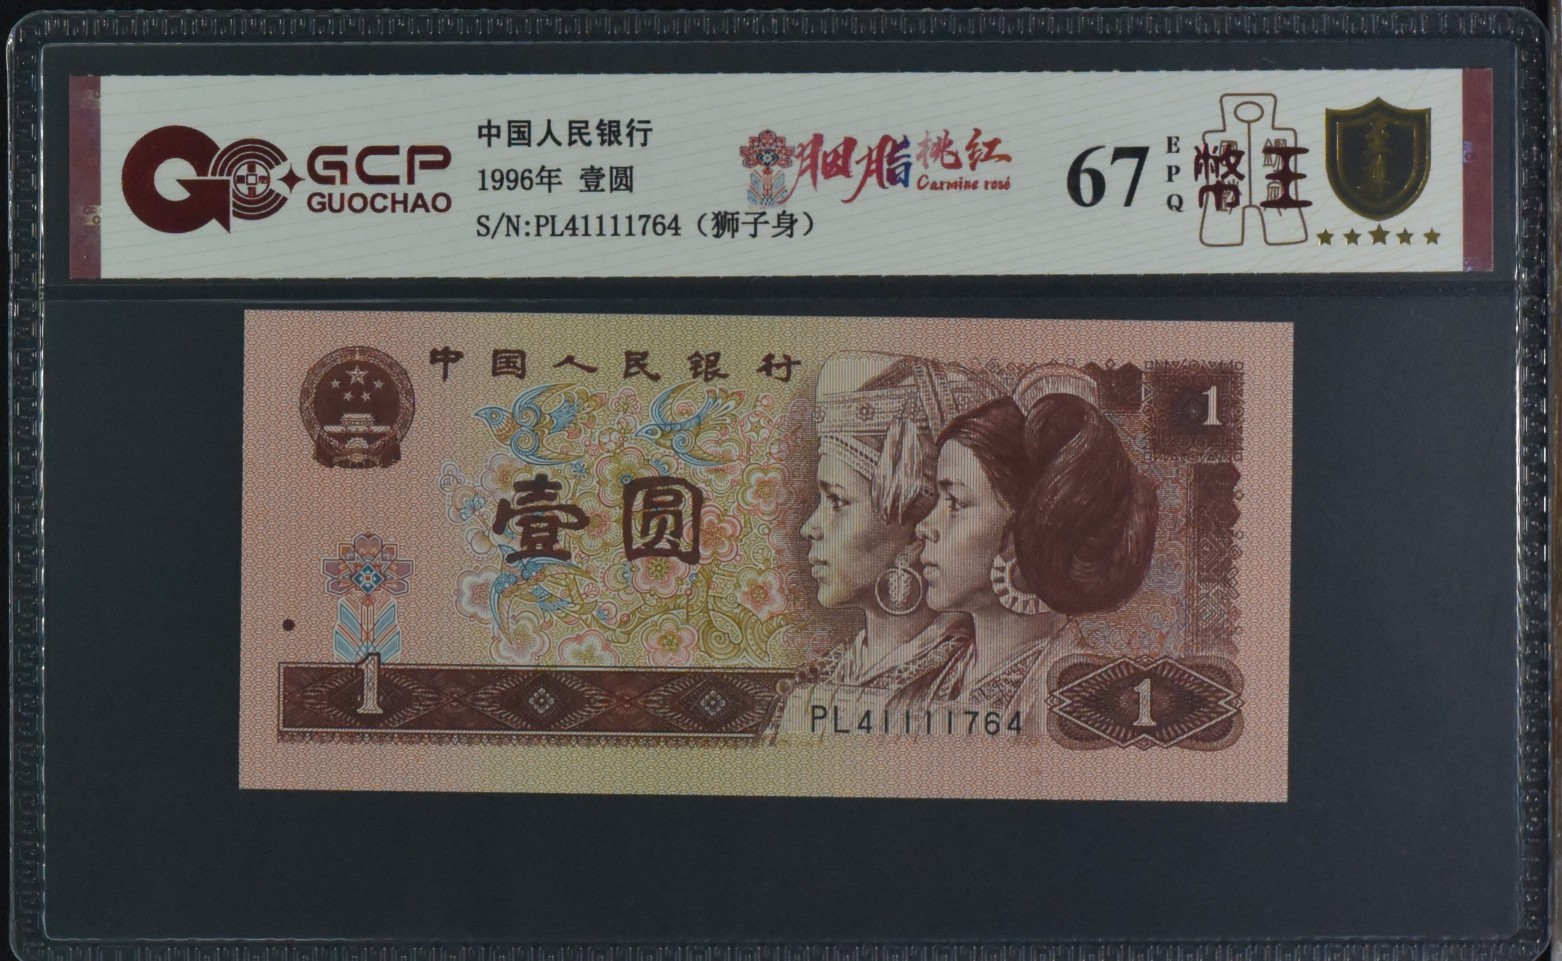 GCP
GUOCHAO
中国人民银行
1996年 壹圆
S/N:PL41111764（狮子身）
胭脂桃红
Carmine rosé
67
EPQ
中国人民银行
1
壹圆
1
PL41111764
1